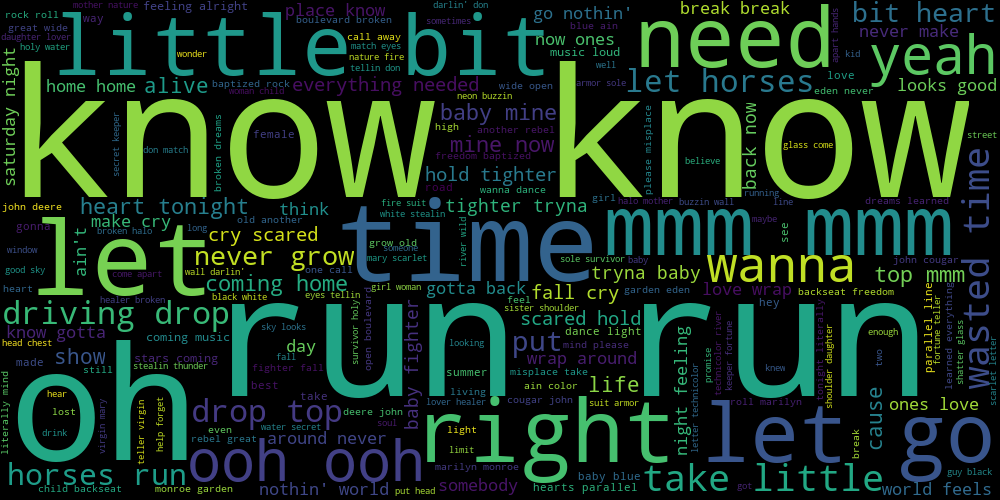 mother nature
feeling alright
darlin' don
place know
go nothin'
break break
bit heart
rock roll
way
boulevard broken
sometimes
little bit
need
never make
great wide
call away
now ones
yeah
daughter lover
match eyes
blue ain
apart hands
holy water
wonder
nature fire
music loud
kid
tellin don
well
saturday night
home home
alive
baptized rock
everything needed
wide open
armor sole
let horses
love
eden never
looks good
woman child
neon buzzin
know know
baby mine
high
another rebel
secret keeper
don match
broken dreams
female
mine now
freedom baptized
believe
please misplace
back now
glass come
street
hold tighter
road
wanna dance
john deere
heart tonight
think
fire suit
white stealin
tighter tryna
girl
halo mother
buzzin wall
running
line
dreams learned
wasted time
gonna
broken halo
make cry
old another
let
time
mmm mmm
maybe
see
ain't
long
cry scared
grow old
someone
river wild
window
never grow
mary scarlet
sole survivor
baby
wanna
john cougar
good sky
come apart
wall darlin'
one call
tryna baby
top mmm
heart
coming home
girl woman
gotta back
garden eden
love wrap
backseat freedom
healer broken
black white
eyes tellin
feel
fall cry
hey
driving drop
sister shoulder
run run
know gotta
sky looks
survivor holy
open boulevard
scared hold
dance light
parallel line
fortune teller
learned everything
shatter glass
head chest
coming music
day
looking
put
mind please
enough
made
show
stars coming
fall
wrap around
promise
technicolor river
keeper fortune
tonight literally
shoulder daughter
two
still
stealin thunder
fighter fall
summer
misplace take
knew
best
baby fighter
living
ain color
life
night feeling
scarlet letter
oh
take
lover healer
cougar john
suit armor
letter technicolor
roll marilyn
literally mind
hear
lost
drop top
deere john
right
let go
cause
ones love
virgin mary
teller virgin
help forget
even
water secret
soul
light
drink
rebel great
around never
limit
break
ooh ooh
marilyn monroe
baby blue
guy black
horses run
somebody
hearts parallel
take little
world feels
child backseat
monroe garden
nothin' world
put head
got